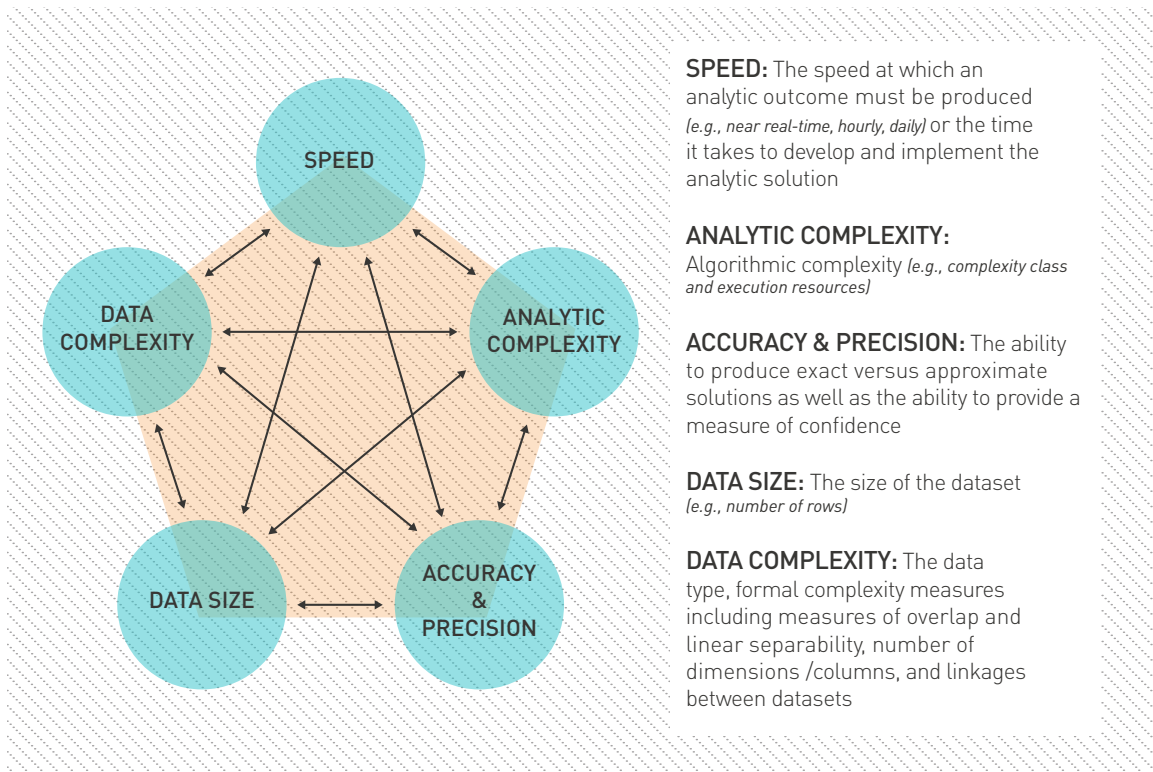 SPEED
DATA
COMPLEXITY
ANALYTIC
COMPLEXITY
DATA SIZE
ACCURACY
&
PRECISION
SPEED: The speed at which an
analytic outcome must be produced
(e.g., near real-time, hourly, daily) or the time
it takes to develop and implement the
analytic solution
ANALYTIC COMPLEXITY:
Algorithmic complexity (e.g., complexity class
and execution resources)
ACCURACY & PRECISION: The ability
to produce exact versus approximate
solutions as well as the ability to provide a
measure of confidence
DATA SIZE: The size of the dataset
(e.g., number of rows)
DATA COMPLEXITY: The data
type, formal complexity measures
including measures of overlap and
linear separability, number of
dimensions /columns, and linkages
between datasets